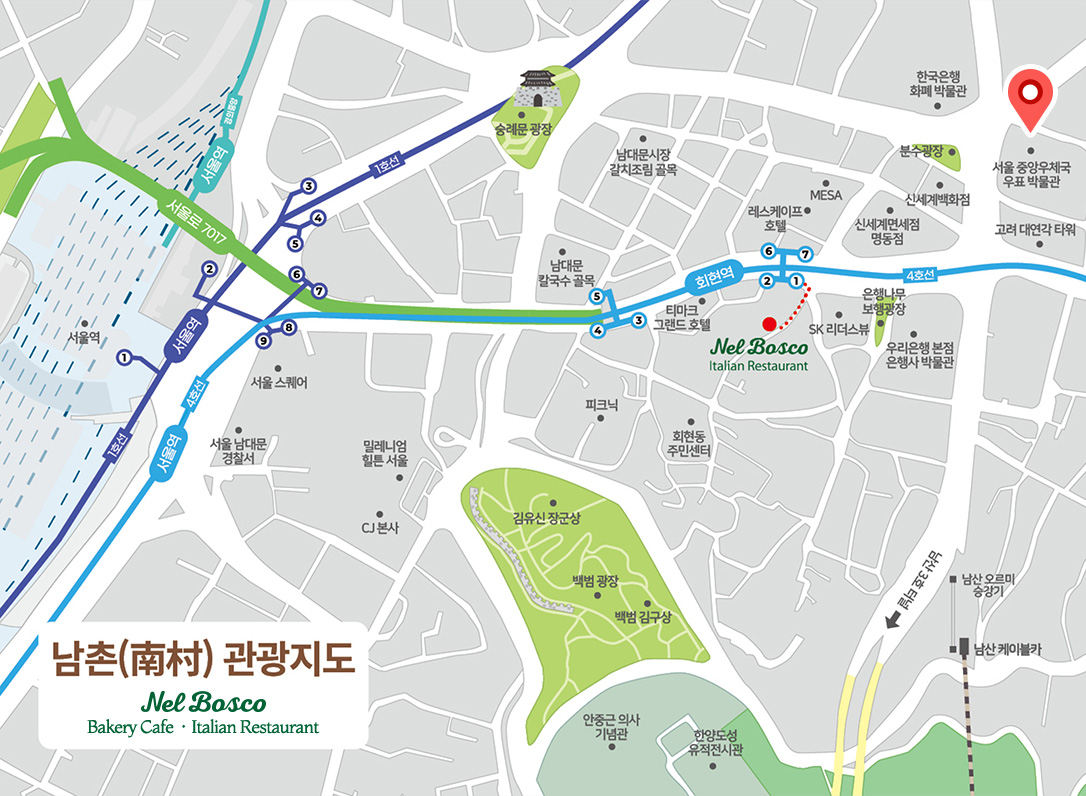 한국은행
화폐 박물관
경의중앙
서울역
숭례문 광장
1호선
남대문시장
갈치조림 골목
분수광장
서울 중앙우체국
우표 박물관
3
MESA
신세계백화점
4
5
서울로 7017
레스케이프
호텔
신세계면세점
명동점
고려 대연각 타워
남대문
칼국수 골목
6
7
2
6
7
회현역
2
1
4호선
5
은행나무
보행광장
티마크
그랜드 호텔
3
4
SK 리더스뷰
서울역
서울역
8
9
Nel Bosco
Italian Restaurant
우리은행 본점
은행사 박물관
1
서울 스퀘어
4호선
피크닉
1호선
서울역
서울 남대문
경찰서
밀레니엄
힐튼 서울
회현동
주민센터
CJ 본사
김유신 장군상
백범 광장
백범 김구상
남산 3호 터널
남산 오르미
승강기
남산 케이블카
남촌(南村) 관광지도
Nel Bosco
Bakery Cafe · Italian Restaurant
안중근 의사
기념관
한양도성
유적전시관